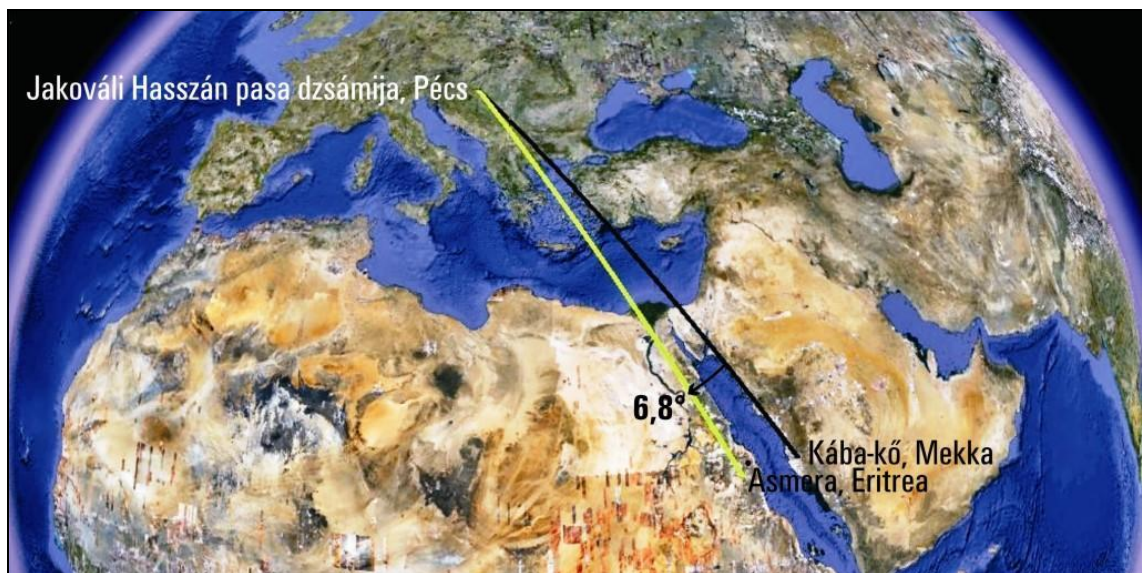 Jakováli Hasszán pasa dzsámija, Pécs
6,8°
Kába-kő, Mekka
Asmera, Eritrea